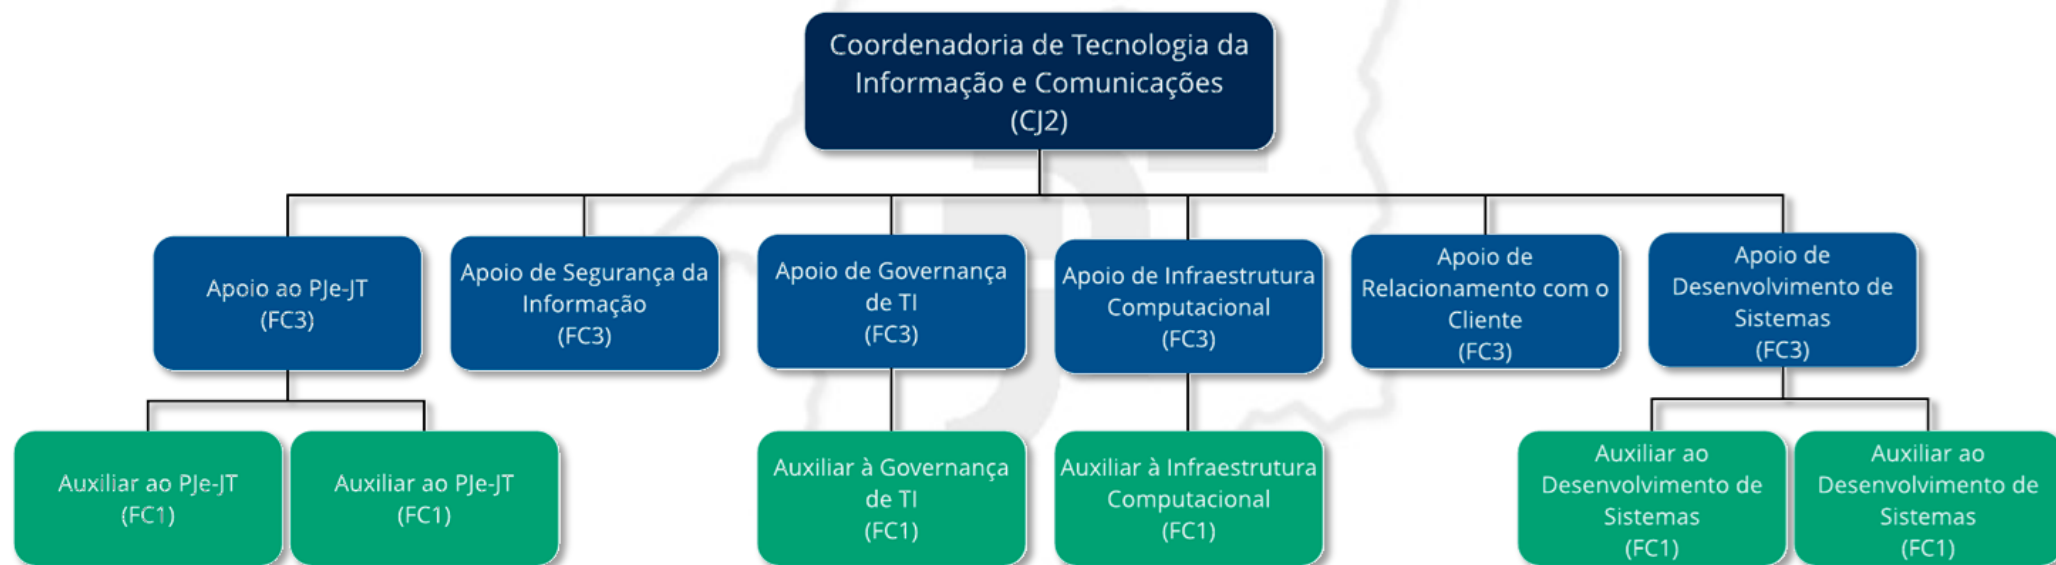 Coordenadoria de Tecnologia da
Informação e Comunicações
(CJ2)
Apoio ao PJe-JT
(FC3)
Apoio de Segurança da
Informação
(FC3)
Apoio de Governança
de TI
(FC3)
Apoio de Infraestrutura
Computacional
(FC3)
Apoio de
Relacionamento com o
Cliente
(FC3)
Apoio de
Desenvolvimento de
Sistemas
(FC3)
Auxiliar ao PJe-JT
(FC1)
Auxiliar ao PJe-JT
(FC1)
Auxiliar à Governança
de TI
(FC1)
Auxiliar à Infraestrutura
Computacional
(FC1)
Auxiliar ao
Desenvolvimento de
Sistemas
(FC1)
Auxiliar ao
Desenvolvimento de
Sistemas
(FC1)